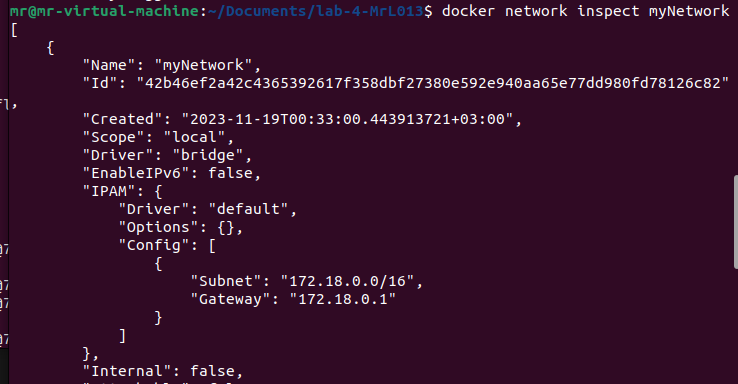 mr@mr-virtual-machine:~/Documents/lab-4-MrL013$ docker network inspect myNetwork
[
    {
        "Name": "myNetwork",
        "Id": "42b46ef2a42c4365392617f358dbf27380e592e940aa65e77dd980fd78126c82"
,
        "Created": "2023-11-19T00:33:00.443913721+03:00",
        "Scope": "local",
        "Driver": "bridge",
        "EnableIPv6": false,
        "IPAM": {
            "Driver": "default",
            "Options": {},
            "Config": [
                {
                    "Subnet": "172.18.0.0/16",
                    "Gateway": "172.18.0.1"
                }
            ]
        },
        "Internal": false,